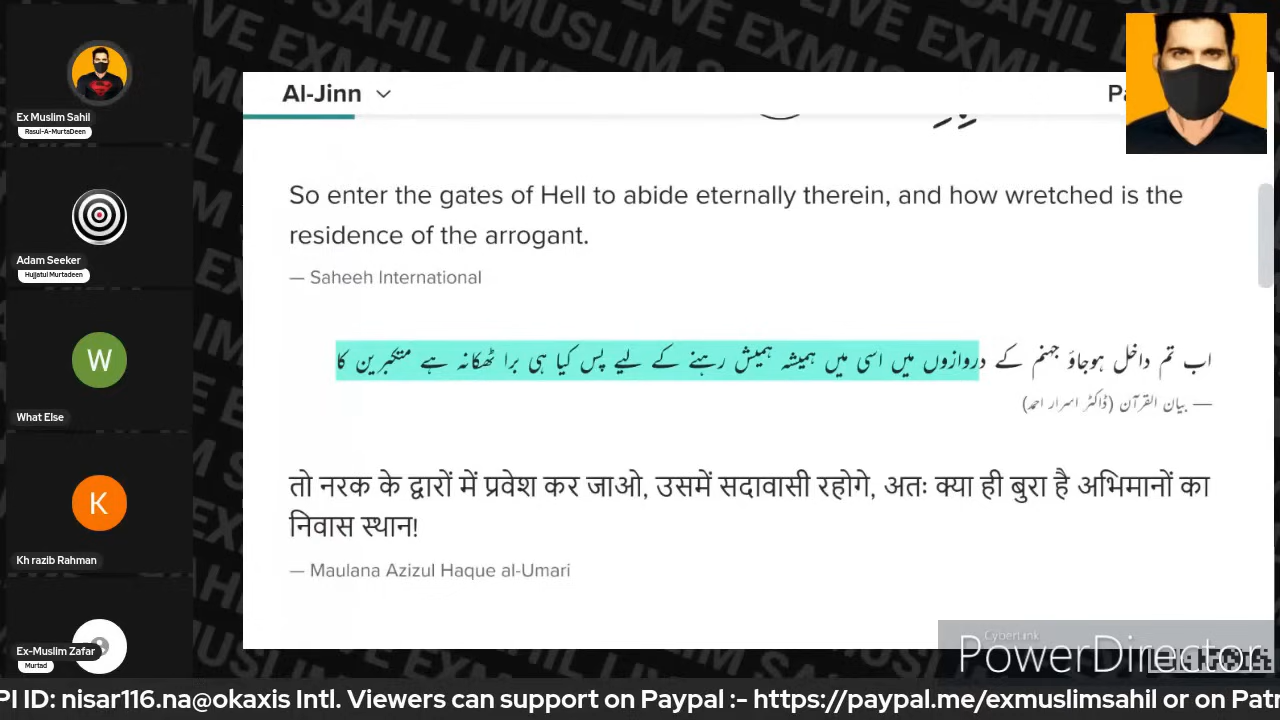 Ex Muslim Sahil
Rasul-A-MurtaDeen
Adam Seeker
Hujjatul Murtadeen
What Else
Kh razib Rahman
Ex-Muslim Zafar
Murtad
W
K
Al-Jinn
So enter the gates of Hell to abide eternally therein, and how wretched is the
residence of the arrogant.
— Saheeh International
اب تم داخل ہوجاؤ جہنم کے دروازوں میں اسی میں ہمیشہ ہمیش رہنے کے لیے پس کیا ہی برا ٹھکانہ ہے متکبرین کا
— بیان القرآن (ڈاکٹر اسرار احمد)
तो नरक के द्वारों में प्रवेश कर जाओ, उसमें सदावासी रहोगे, अतः क्या ही बुरा है अभिमानों का
निवास स्थान!
— Maulana Azizul Haque al-Umari
CyberLink
PowerDirector
PI ID: nisar116.na@okaxis Intl. Viewers can support on Paypal :- https://paypal.me/exmuslimsahil or on Pat